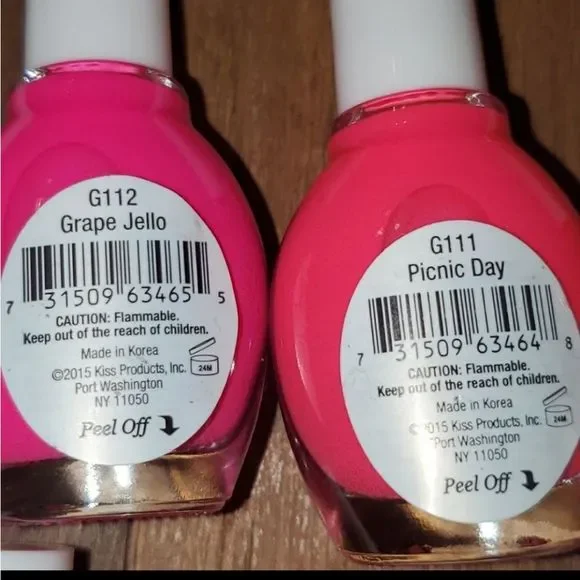 G112
Grape Jello
7 31509 63465 5
CAUTION: Flammable.
Keep out of the reach of children.
Made in Korea
©2015 Kiss Products, Inc.
Port Washington
NY 11050
24M
Peel Off
G111
Picnic Day
7 31509 63464 8
CAUTION: Flammable.
Keep out of the reach of children.
Made in Korea
©2015 Kiss Products, Inc.
Port Washington
NY 11050
24M
Peel Off